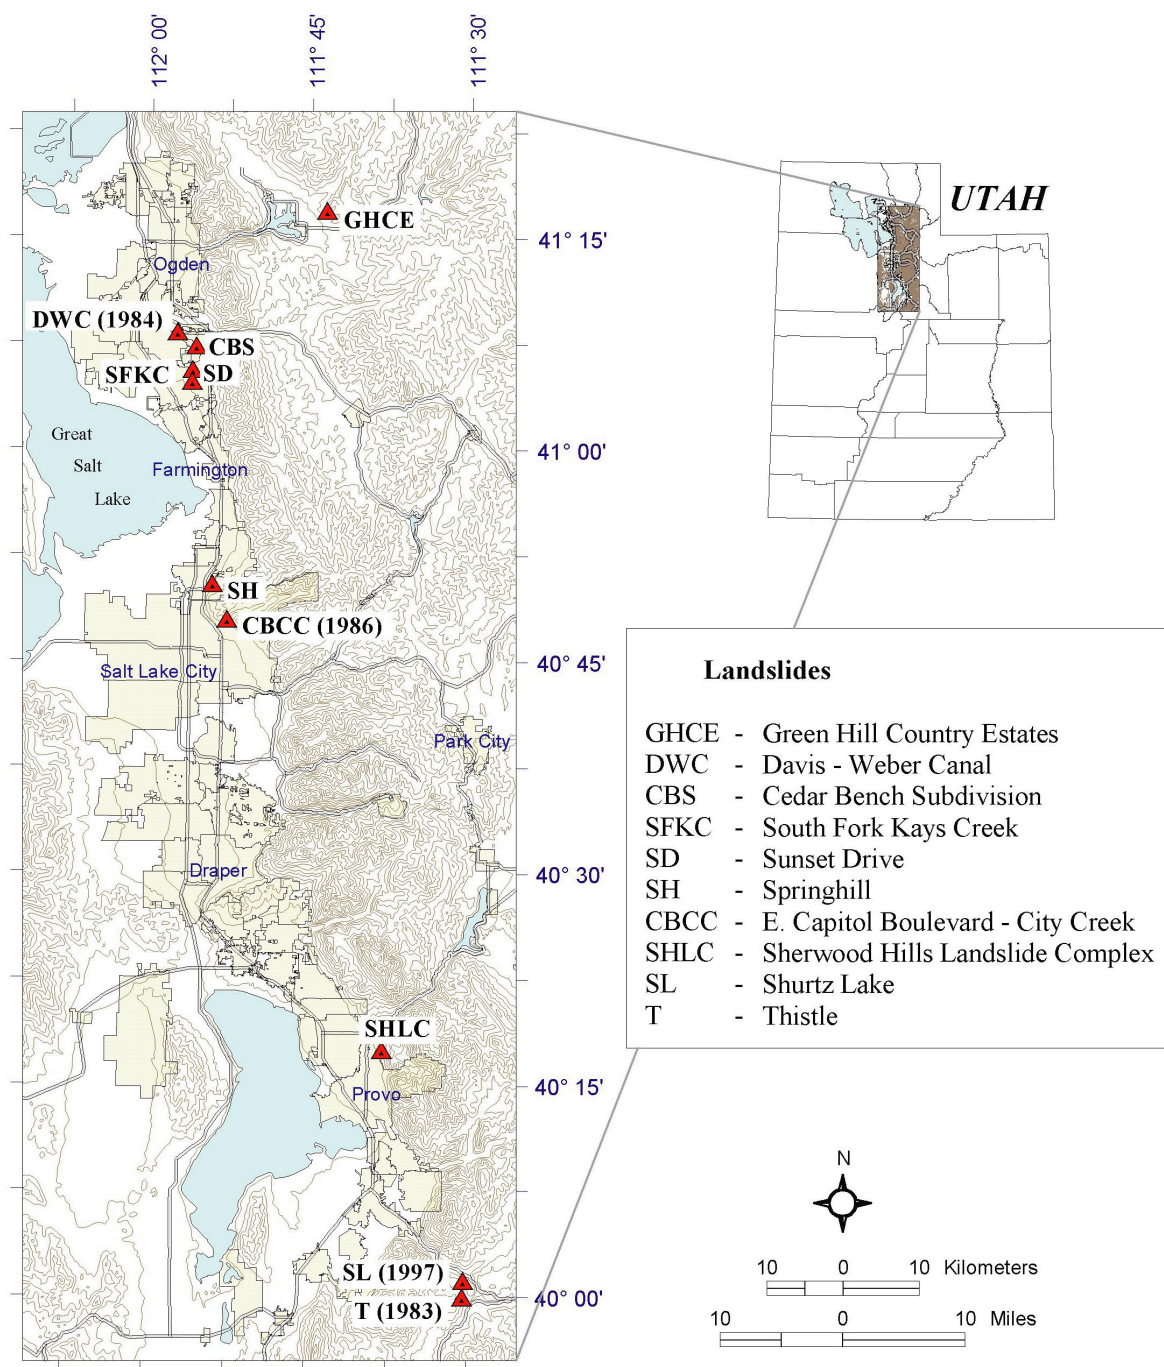 112° 00'
111° 45'
111° 30'
GHCE
41° 15'
Ogden
DWC (1984)
CBS
SFKC
SD
41° 00'
Great
Salt
Lake
Farmington
SH
CBCC (1986)
40° 45'
Salt Lake City
Park City
40° 30'
Draper
SHLC
40° 15'
Provo
SL (1997)
40° 00'
T (1983)
UTAH
Landslides
GHCE - Green Hill Country Estates
DWC - Davis - Weber Canal
CBS - Cedar Bench Subdivision
SFKC - South Fork Kays Creek
SD - Sunset Drive
SH - Springhill
CBCC - E. Capitol Boulevard - City Creek
SHLC - Sherwood Hills Landslide Complex
SL - Shurtz Lake
T - Thistle
N
10 0 10 Kilometers
10 0 10 Miles